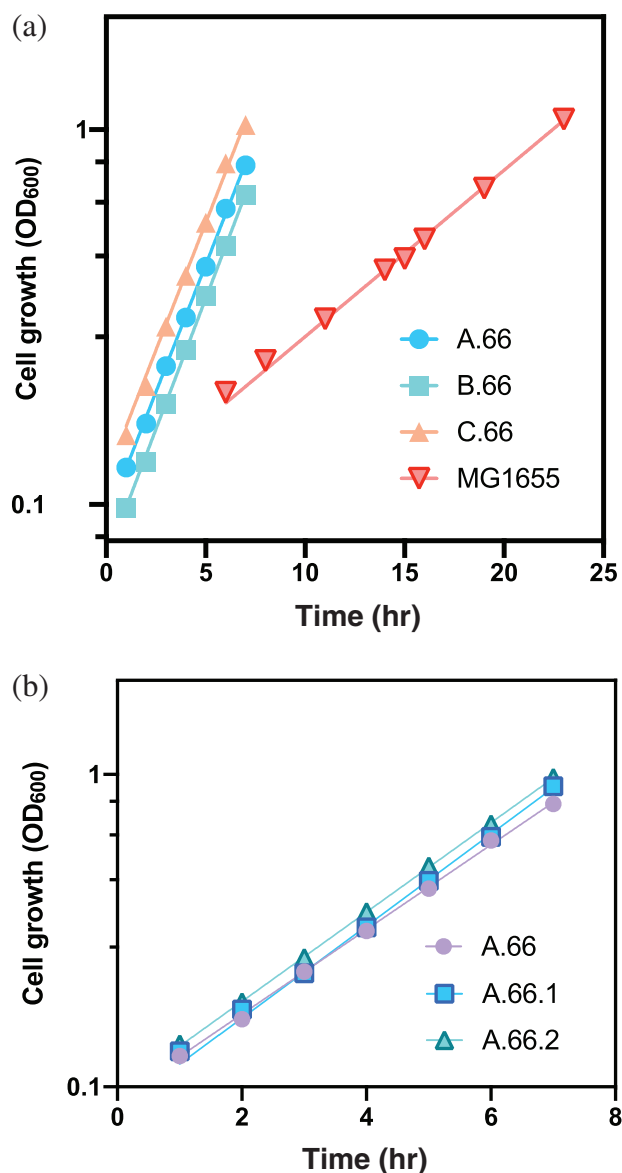 (a)
Cell growth (OD600)
1
0.1
0
5
10
15
20
25
Time (hr)
A.66
B.66
C.66
MG1655
(b)
Cell growth (OD600)
1
0.1
0
2
4
6
8
Time (hr)
A.66
A.66.1
A.66.2